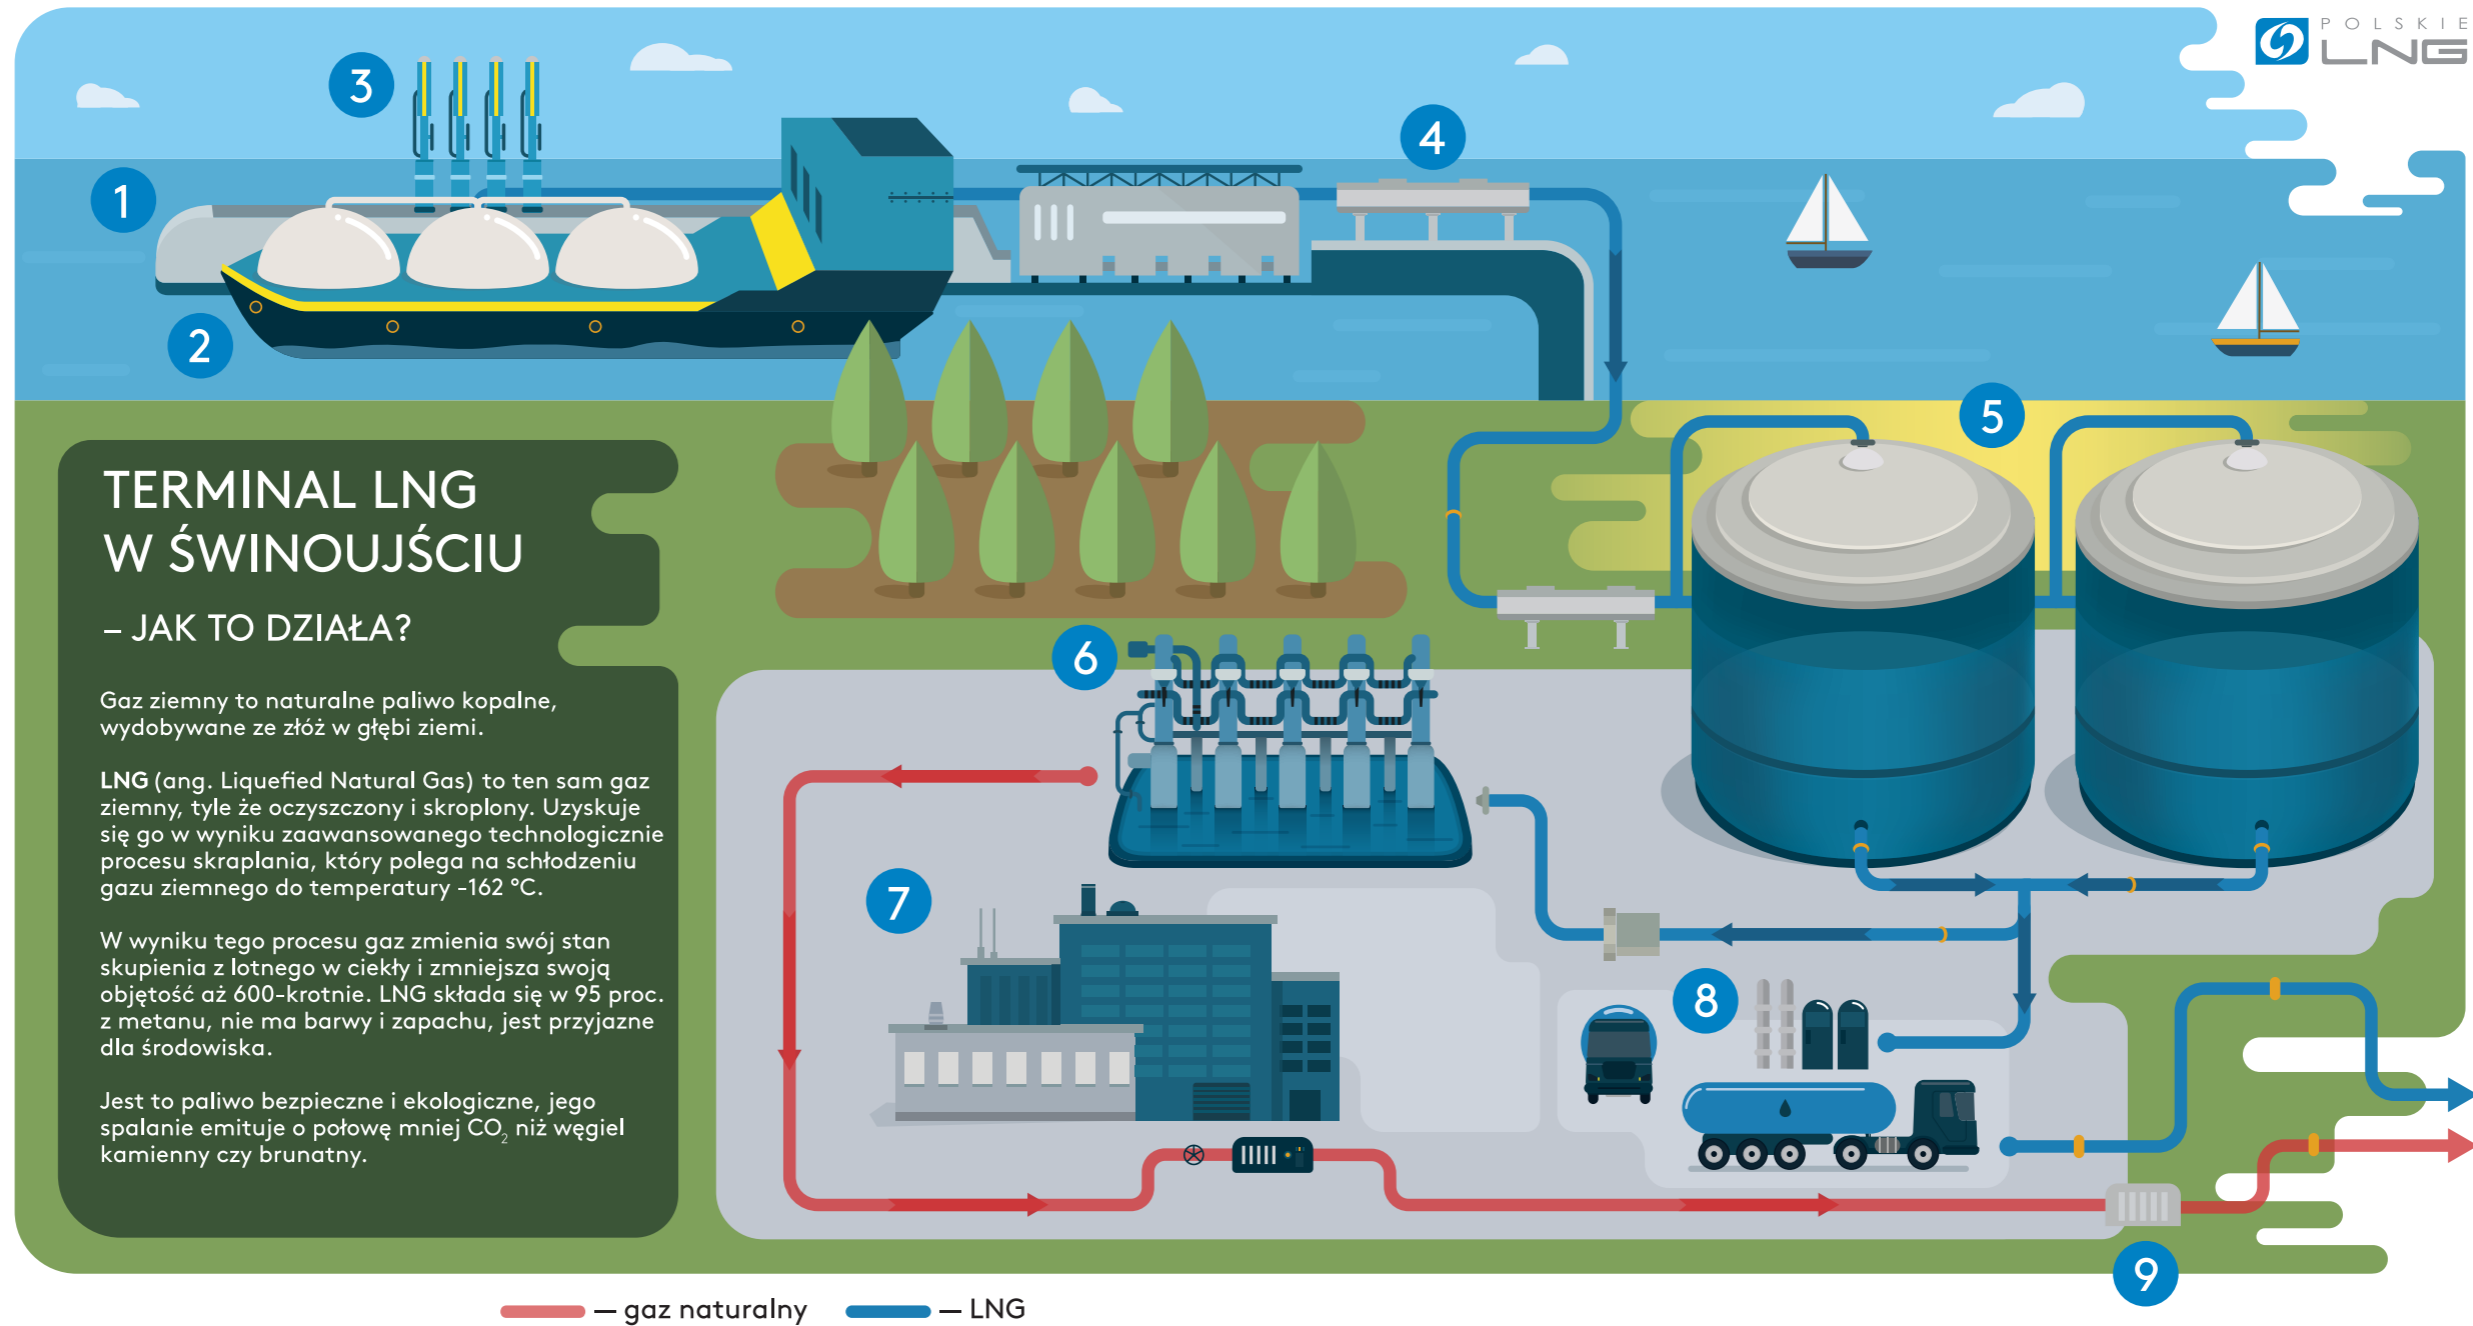 POLSKIE
LNG
3
4
1
2
5
TERMINAL LNG
W ŚWINOUJŚCIU
– JAK TO DZIAŁA?
Gaz ziemny to naturalne paliwo kopalne,
wydobywane ze złóż w głębi ziemi.
LNG (ang. Liquefied Natural Gas) to ten sam gaz
ziemny, tyle że oczyszczony i skroplony. Uzyskuje
się go w wyniku zaawansowanego technologicznie
procesu skraplania, który polega na schłodzeniu
gazu ziemnego do temperatury -162 °C.
W wyniku tego procesu gaz zmienia swój stan
skupienia z lotnego w ciekły i zmniejsza swoją
objętość aż 600-krotnie. LNG składa się w 95 proc.
z metanu, nie ma barwy i zapachu, jest przyjazne
dla środowiska.
Jest to paliwo bezpieczne i ekologiczne, jego
spalanie emituje o połowę mniej CO₂ niż węgiel
kamienny czy brunatny.
6
7
8
9
— gaz naturalny
— LNG